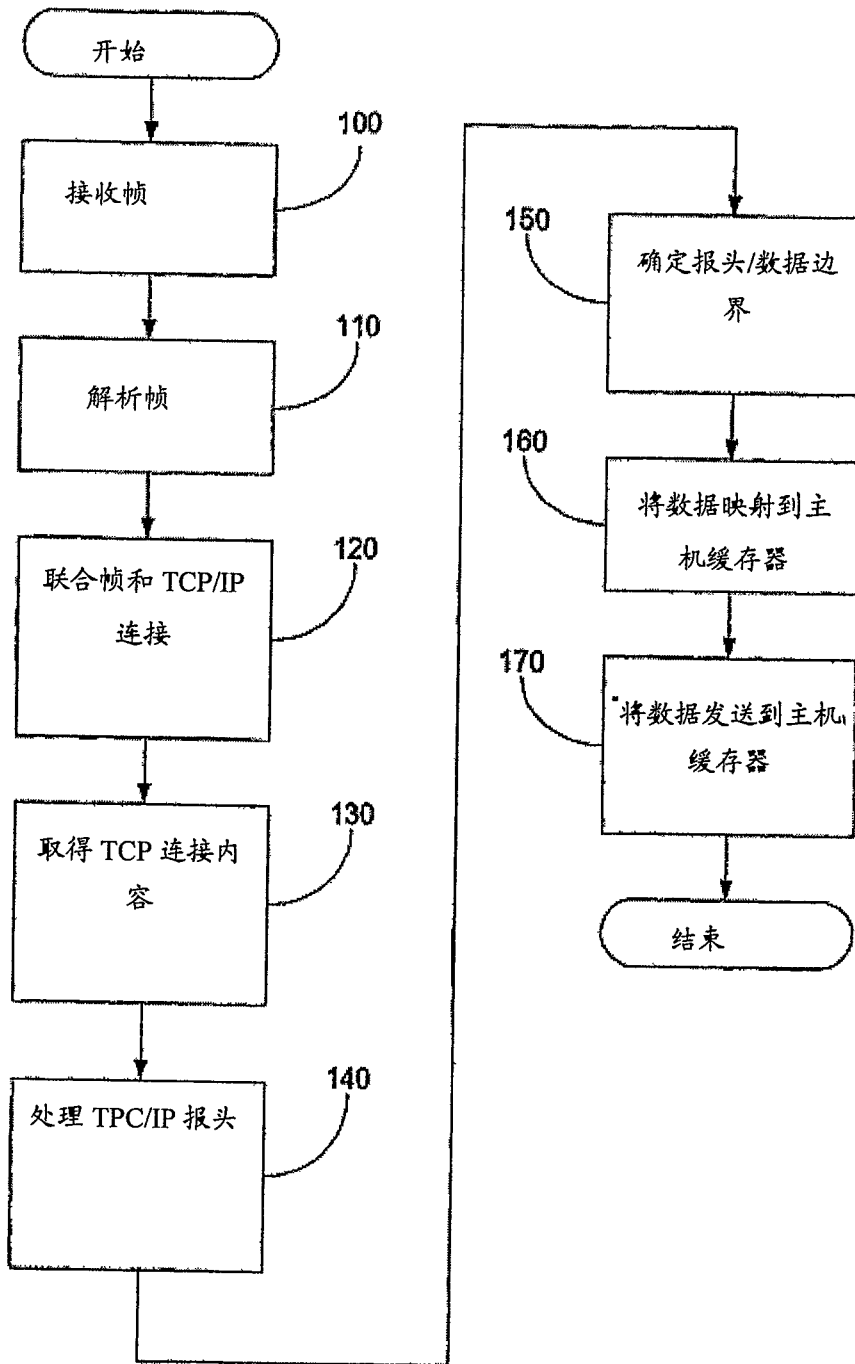 开始
100
接收帧
110
解析帧
120
联合帧和 TCP/IP
连接
130
取得 TCP 连接内
容
140
处理 TPC/IP 报头
150
确定报头/数据边
界
160
将数据映射到主
机缓存器
170
将数据发送到主机
缓存器
结束